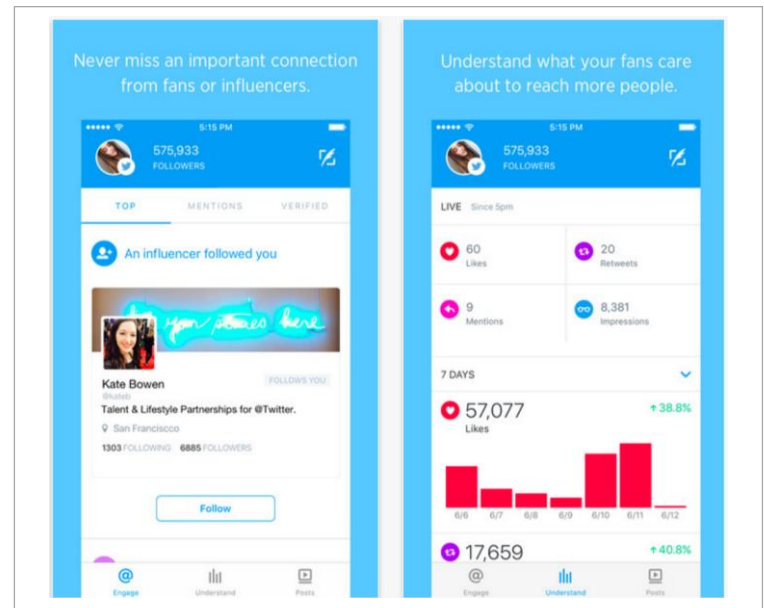 Never miss an important connection
from fans or influencers.
5:15 PM
575,933
FOLLOWERS
TOP MENTIONS VERIFIED
An influencer followed you
your stories here
Kate Bowen
FOLLOWS YOU
@kateb
Talent & Lifestyle Partnerships for @Twitter.
San Franciscco
1303 FOLLOWING 6885 FOLLOWERS
Follow
Engage Understand Posts
Understand what your fans care
about to reach more people.
5:15 PM
575,933
FOLLOWERS
LIVE Since 5pm
60
Likes
20
Retweets
9
Mentions
8,381
Impressions
7 DAYS
57,077
Likes
↑38.8%
6/6 6/7 6/8 6/9 6/10 6/11 6/12
17,659
↑40.8%
Engage Understand Posts